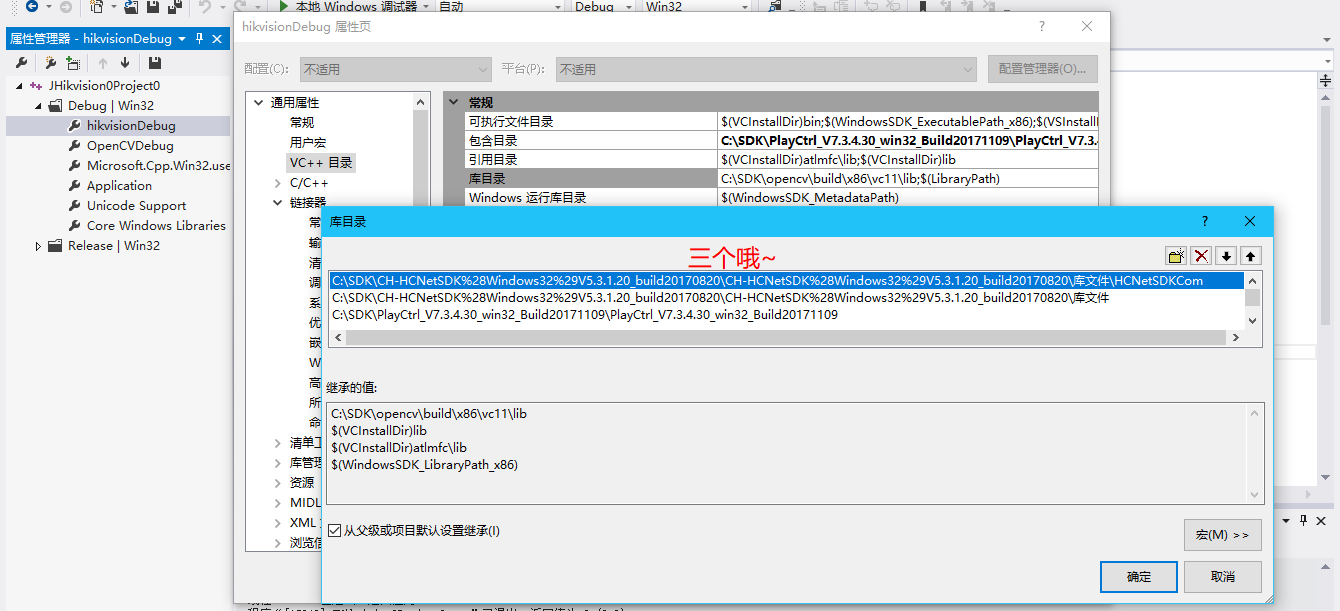 本地 Windows 调试器
自动
Debug
Win32
属性管理器 - hikvisionDebug
JHikvision0Project0
Debug | Win32
hikvisionDebug
OpenCVDebug
Microsoft.Cpp.Win32.use
Application
Unicode Support
Core Windows Libraries
Release | Win32
hikvisionDebug 属性页
?
配置(C):
不适用
平台(P):
不适用
配置管理器(O)...
通用属性
常规
用户宏
VC++ 目录
C/C++
链接器
常
输
清
调
系
优
嵌
W
高
所
命
清单工
库管理
资源
MIDL
XML
浏览信
常规
可执行文件目录
$(VCInstallDir)bin;$(WindowsSDK_ExecutablePath_x86);$(VSInstall
包含目录
C:\SDK\PlayCtrl_V7.3.4.30_win32_Build20171109\PlayCtrl_V7.3.
引用目录
$(VCInstallDir)atlmfc\lib;$(VCInstallDir)lib
库目录
C:\SDK\opencv\build\x86\vc11\lib;$(LibraryPath)
Windows 运行库目录
$(WindowsSDK_MetadataPath)
库目录
?
三个哦~
C:\SDK\CH-HCNetSDK%28Windows32%29V5.3.1.20_build20170820\CH-HCNetSDK%28Windows32%29V5.3.1.20_build20170820\库文件\HCNetSDKCom
C:\SDK\CH-HCNetSDK%28Windows32%29V5.3.1.20_build20170820\CH-HCNetSDK%28Windows32%29V5.3.1.20_build20170820\库文件
C:\SDK\PlayCtrl_V7.3.4.30_win32_Build20171109\PlayCtrl_V7.3.4.30_win32_Build20171109
继承的值:
C:\SDK\opencv\build\x86\vc11\lib
$(VCInstallDir)lib
$(VCInstallDir)atlmfc\lib
$(WindowsSDK_LibraryPath_x86)
从父级或项目默认设置继承(I)
宏(M) >>
确定
取消